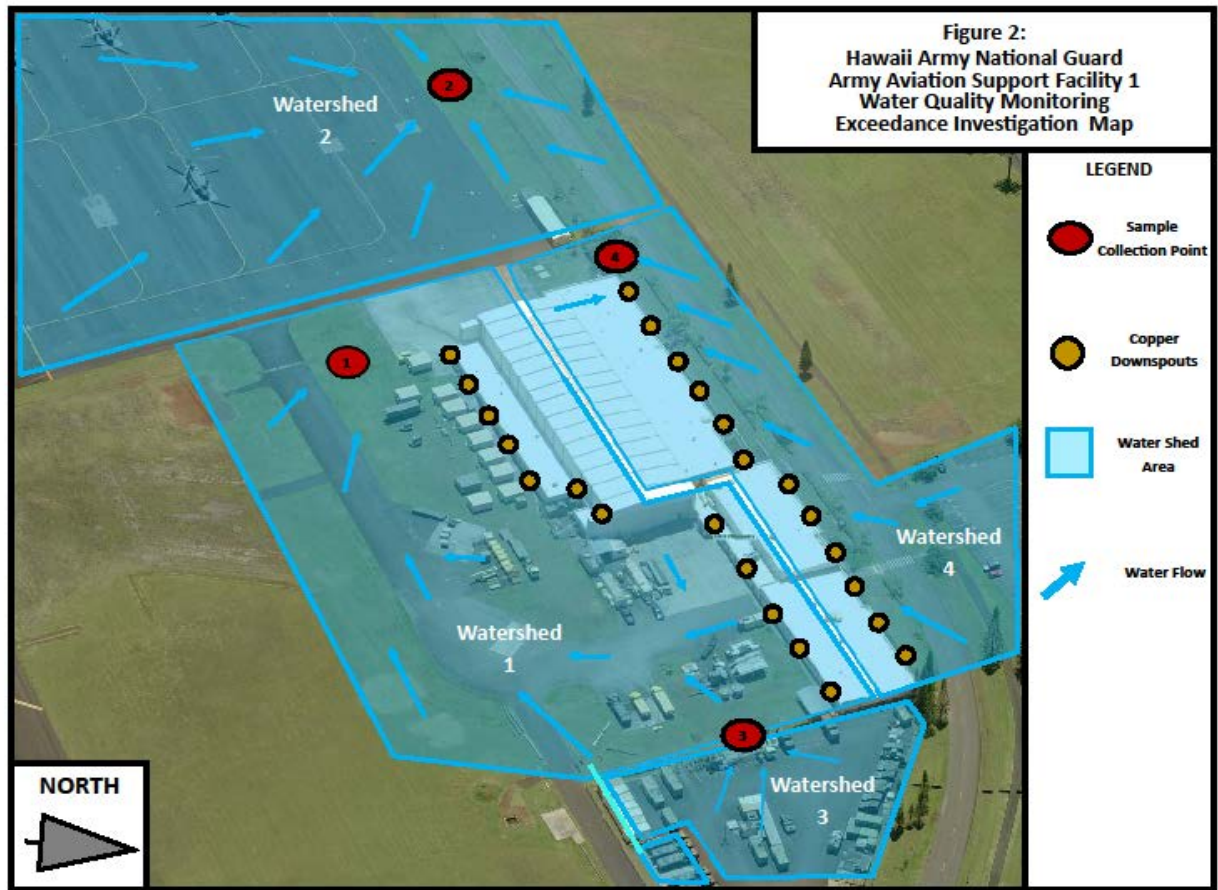 Figure 2:
Hawaii Army National Guard
Army Aviation Support Facility 1
Water Quality Monitoring
Exceedance Investigation Map
LEGEND
Sample
Collection Point
Copper
Downspouts
Water Shed
Area
Water Flow
2
Watershed
2
4
1
Watershed
4
Watershed
1
3
Watershed
3
NORTH